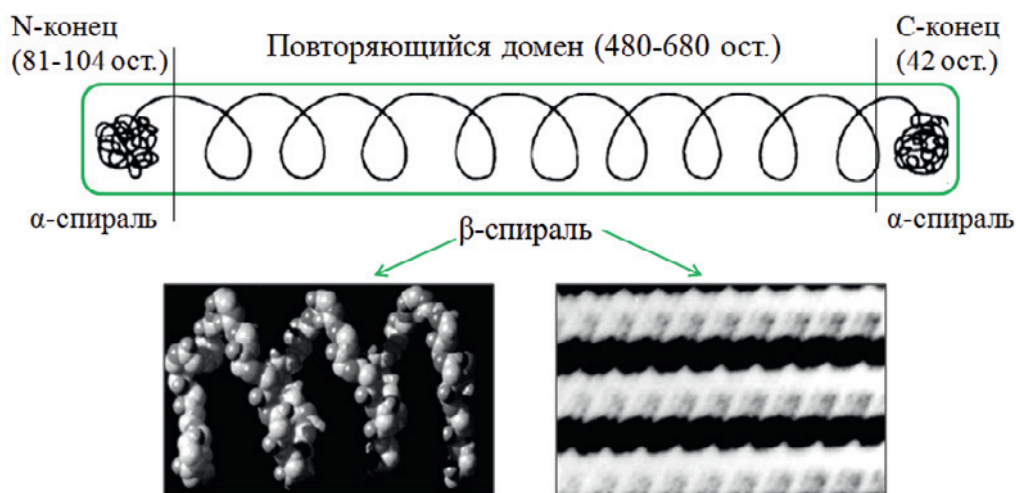 N-конец
(81-104 ост.)
Повторяющийся домен (480-680 ост.)
C-конец
(42 ост.)
α-спираль
β-спираль
α-спираль